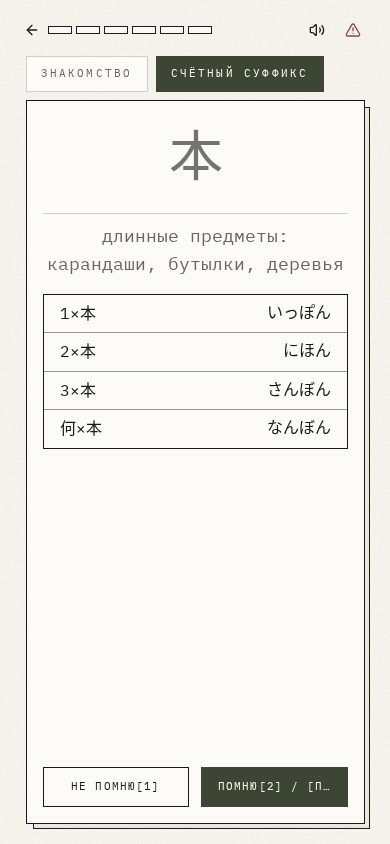 ЗНАКОМСТВО
СЧЁТНЫЙ СУФФИКС
本
длинные предметы:
карандаши, бутылки, деревья
1×本 いっぽん
2×本 にほん
3×本 さんぼん
何×本 なんぼん
НЕ ПОМНЮ[1]
ПОМНЮ[2] / [П…